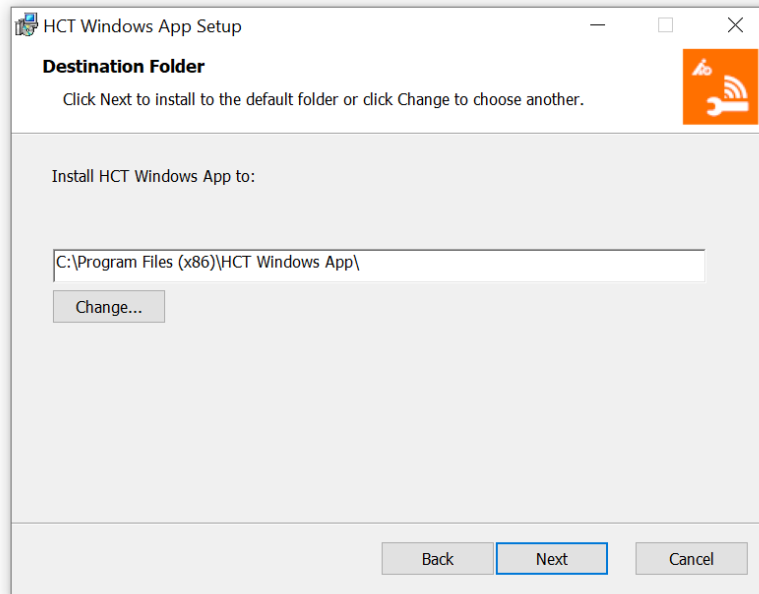 HCT Windows App Setup
Destination Folder
Click Next to install to the default folder or click Change to choose another.
Install HCT Windows App to:
C:\Program Files (x86)\HCT Windows App\
Change...
Back Next Cancel